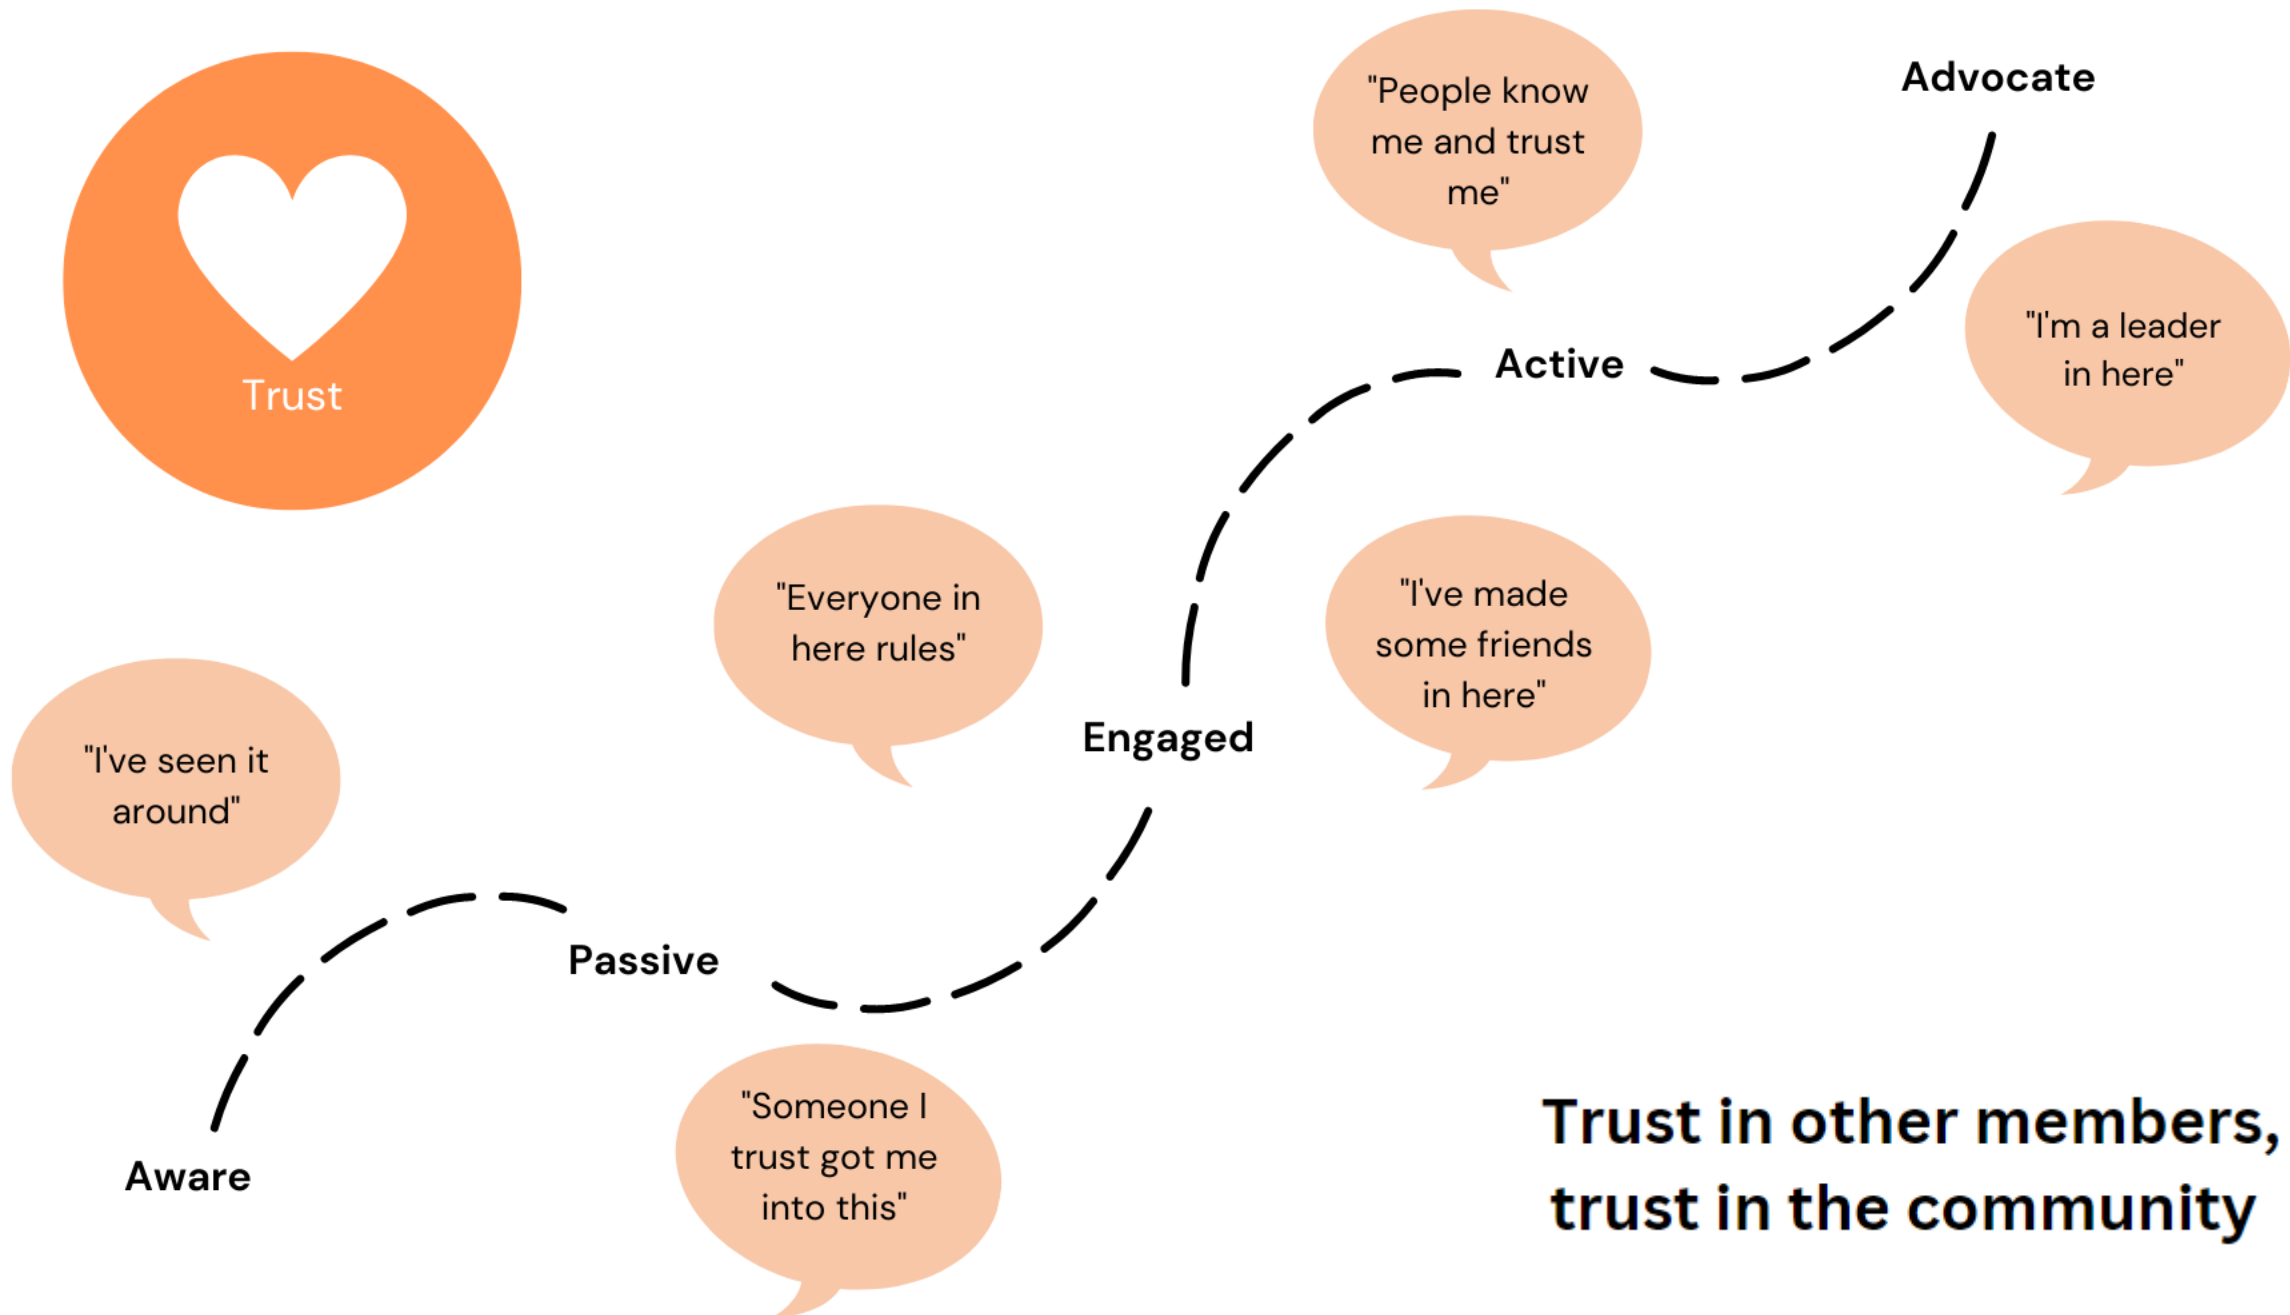 Trust
"People know
me and trust
me"
Advocate
"I'm a leader
in here"
Active
"Everyone in
here rules"
"I've made
some friends
in here"
Engaged
"I've seen it
around"
Passive
"Someone I
trust got me
into this"
Aware
Trust in other members,
trust in the community